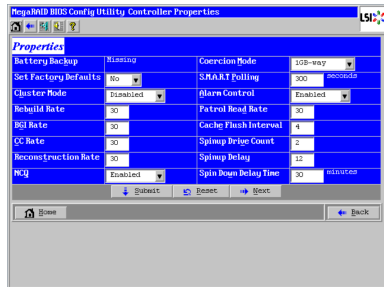 MegaRAID BIOS Config Utility Controller Properties
LSI
Properties
Battery Backup Missing Coercion Mode 1GB-way
Set Factory Defaults No S.M.A.R.T Polling 300 seconds
Cluster Mode Disabled Alarm Control Enabled
Rebuild Rate 30 Patrol Read Rate 30
BGI Rate 30 Cache Flush Interval 4
CC Rate 30 Spinup Drive Count 2
Reconstruction Rate 30 Spinup Delay 12
NCQ Enabled Spin Down Delay Time 30 minutes
Submit Reset Next
Home Back